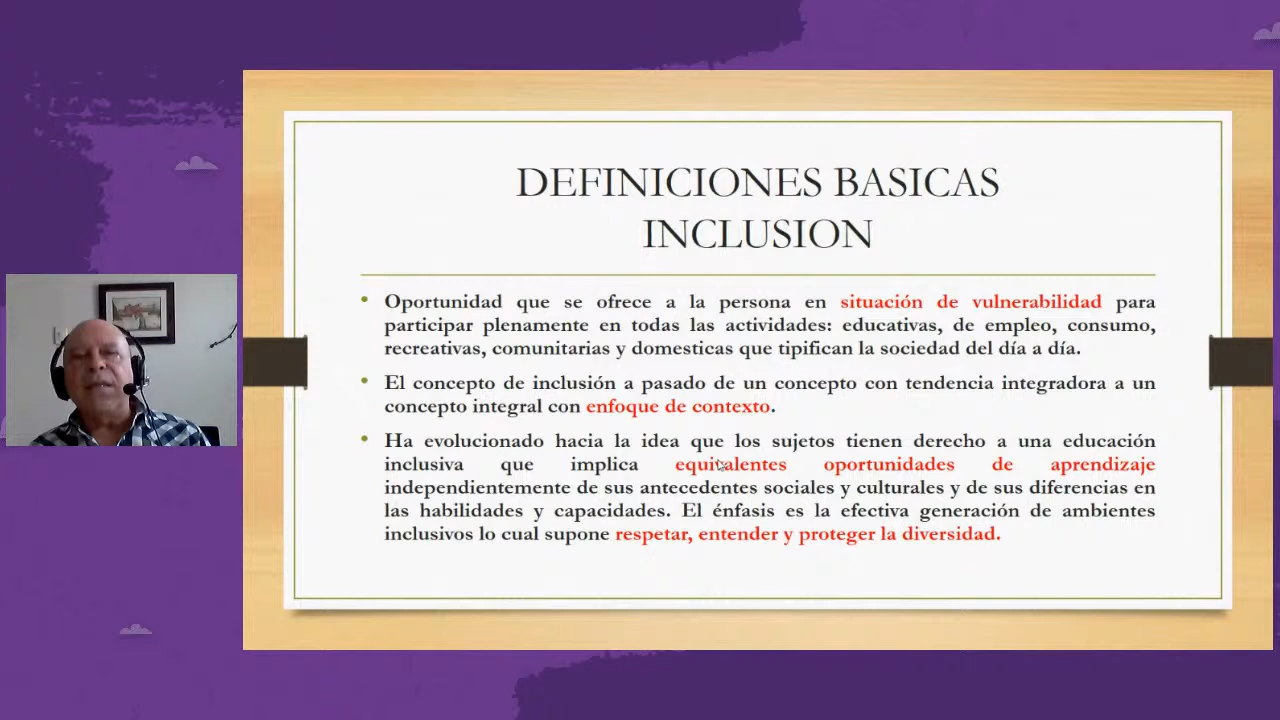 DEFINICIONES BASICAS
INCLUSION
• Oportunidad que se ofrece a la persona en situación de vulnerabilidad para
participar plenamente en todas las actividades: educativas, de empleo, consumo,
recreativas, comunitarias y domesticas que tipifican la sociedad del día a día.
• El concepto de inclusión a pasado de un concepto con tendencia integradora a un
concepto integral con enfoque de contexto.
• Ha evolucionado hacia la idea que los sujetos tienen derecho a una educación
inclusiva que implica equivalentes oportunidades de aprendizaje
independientemente de sus antecedentes sociales y culturales y de sus diferencias en
las habilidades y capacidades. El énfasis es la efectiva generación de ambientes
inclusivos lo cual supone respetar, entender y proteger la diversidad.